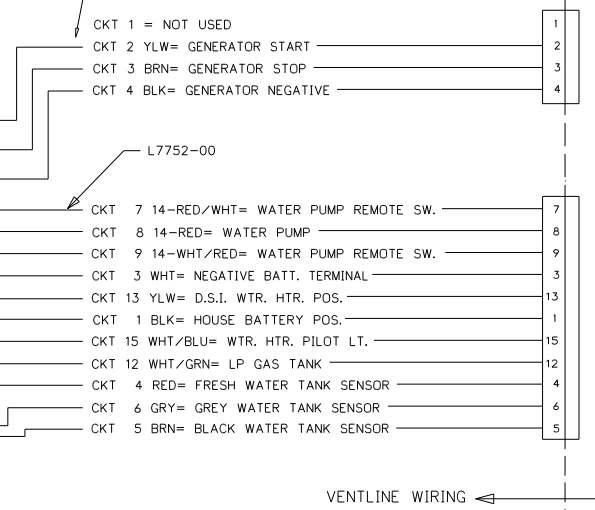 CKT 1 = NOT USED 1
CKT 2 YLW= GENERATOR START 2
CKT 3 BRN= GENERATOR STOP 3
CKT 4 BLK= GENERATOR NEGATIVE 4
L7752-00
CKT 7 14-RED/WHT= WATER PUMP REMOTE SW. 7
CKT 8 14-RED= WATER PUMP 8
CKT 9 14-WHT/RED= WATER PUMP REMOTE SW. 9
CKT 3 WHT= NEGATIVE BATT. TERMINAL 3
CKT 13 YLW= D.S.I. WTR. HTR. POS. 13
CKT 1 BLK= HOUSE BATTERY POS. 1
CKT 15 WHT/BLU= WTR. HTR. PILOT LT. 15
CKT 12 WHT/GRN= LP GAS TANK 12
CKT 4 RED= FRESH WATER TANK SENSOR 4
CKT 6 GRY= GREY WATER TANK SENSOR 6
CKT 5 BRN= BLACK WATER TANK SENSOR 5
VENTLINE WIRING